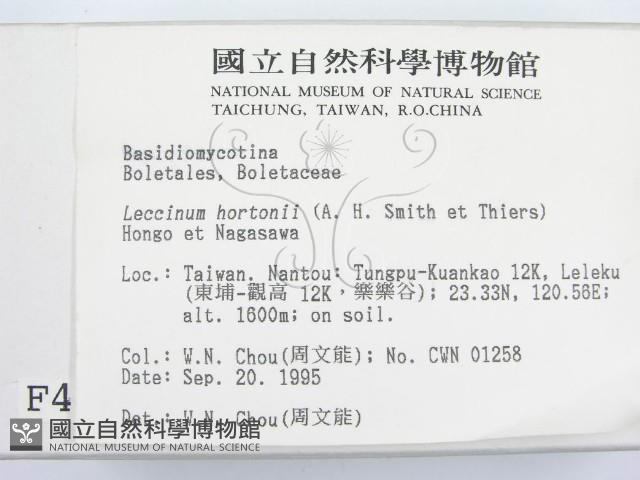 國立自然科學博物館
NATIONAL MUSEUM OF NATURAL SCIENCE
TAICHUNG, TAIWAN, R.O.CHINA
Basidiomycotina
Boletales, Boletaceae
Leccinum hortonii (A. H. Smith et Thiers)
Hongo et Nagasawa
Loc.: Taiwan. Nantou: Tungpu-Kuankao 12K, Leleku
(東埔-觀高 12K，樂樂谷); 23.33N, 120.56E;
alt. 1600m; on soil.
Col.: W.N. Chou(周文能); No. CWN 01258
Date: Sep. 20. 1995
F4
Det.: W.N. Chou(周文能)
國立自然科學博物館
NATIONAL MUSEUM OF NATURAL SCIENCE